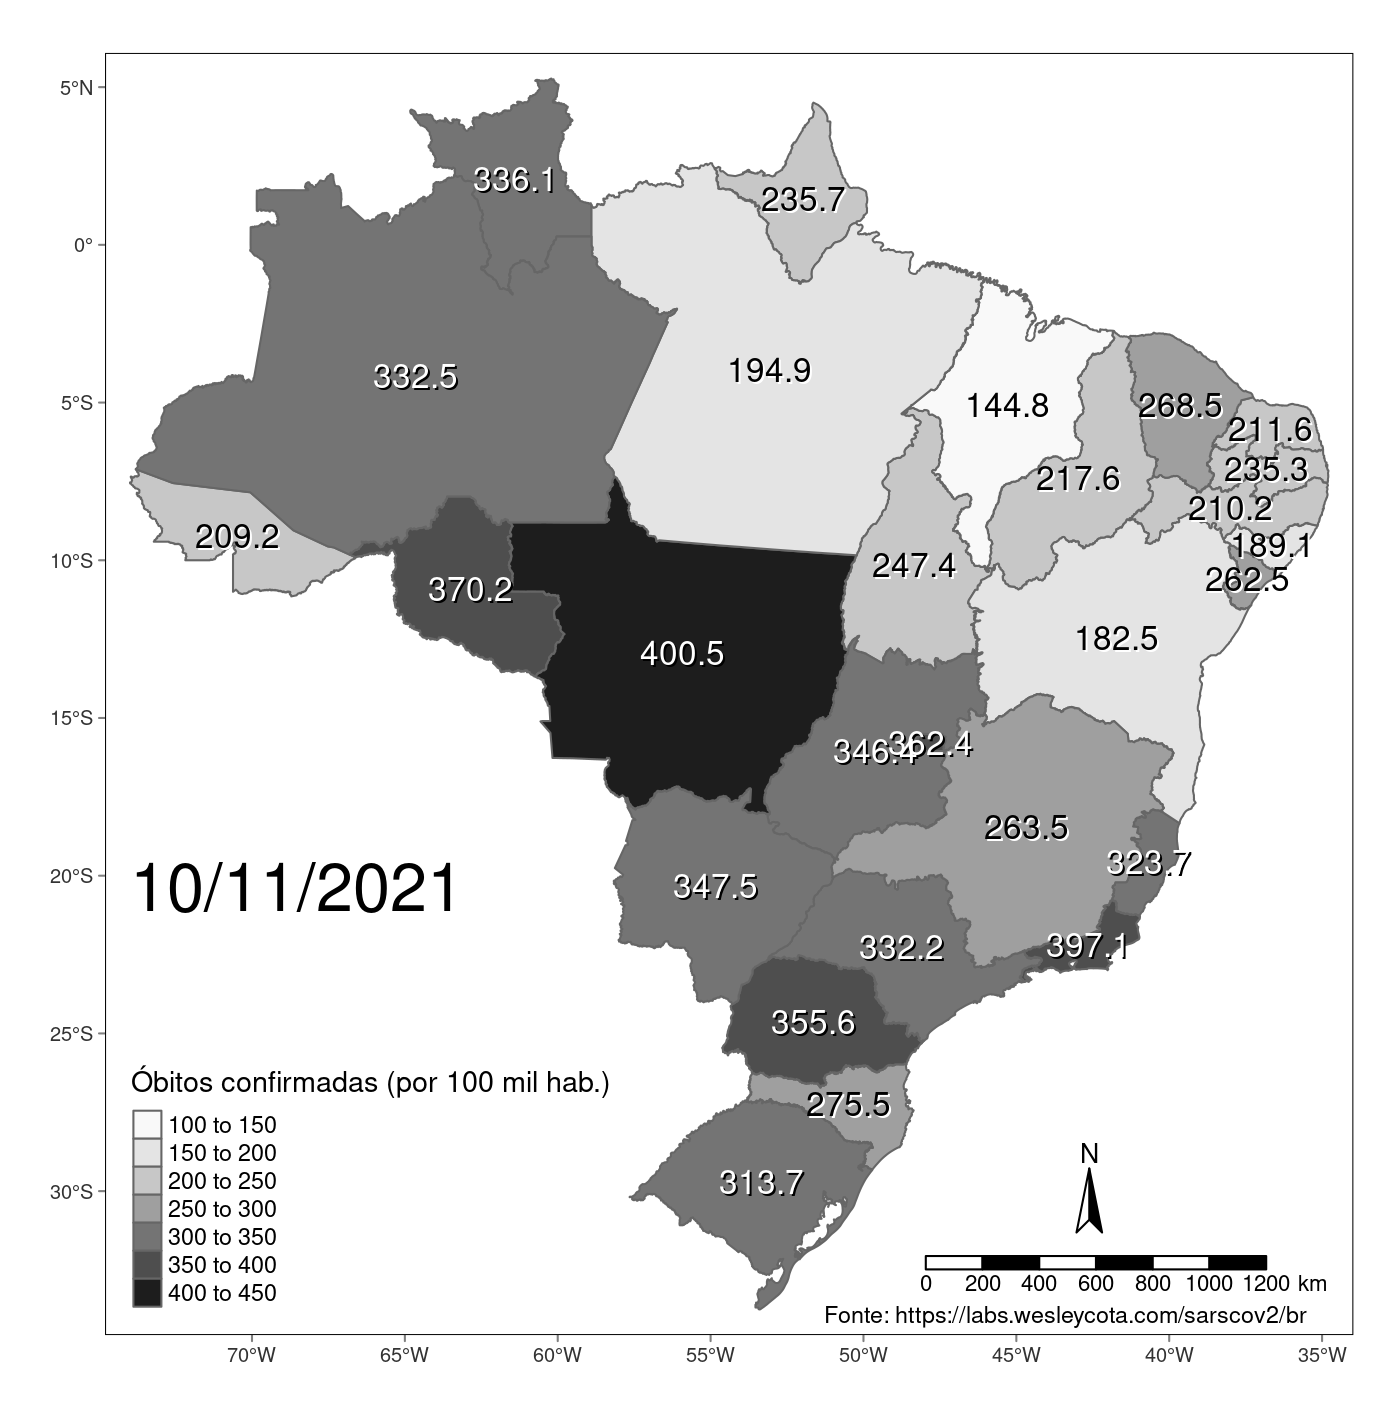 5°N
336.1
235.7
0°
332.5
194.9
144.8
268.5
5°S
211.6
235.3
217.6
210.2
209.2
189.1
10°S
247.4
262.5
370.2
400.5
182.5
15°S
346.4
362.4
263.5
323.7
10/11/2021
20°S
347.5
332.2
397.1
355.6
25°S
Óbitos confirmadas (por 100 mil hab.)
275.5
100 to 150
150 to 200
200 to 250
250 to 300
300 to 350
350 to 400
400 to 450
N
313.7
30°S
0 200 400 600 800 1000 1200 km
Fonte: https://labs.wesleycota.com/sarscov2/br
70°W 65°W 60°W 55°W 50°W 45°W 40°W 35°W